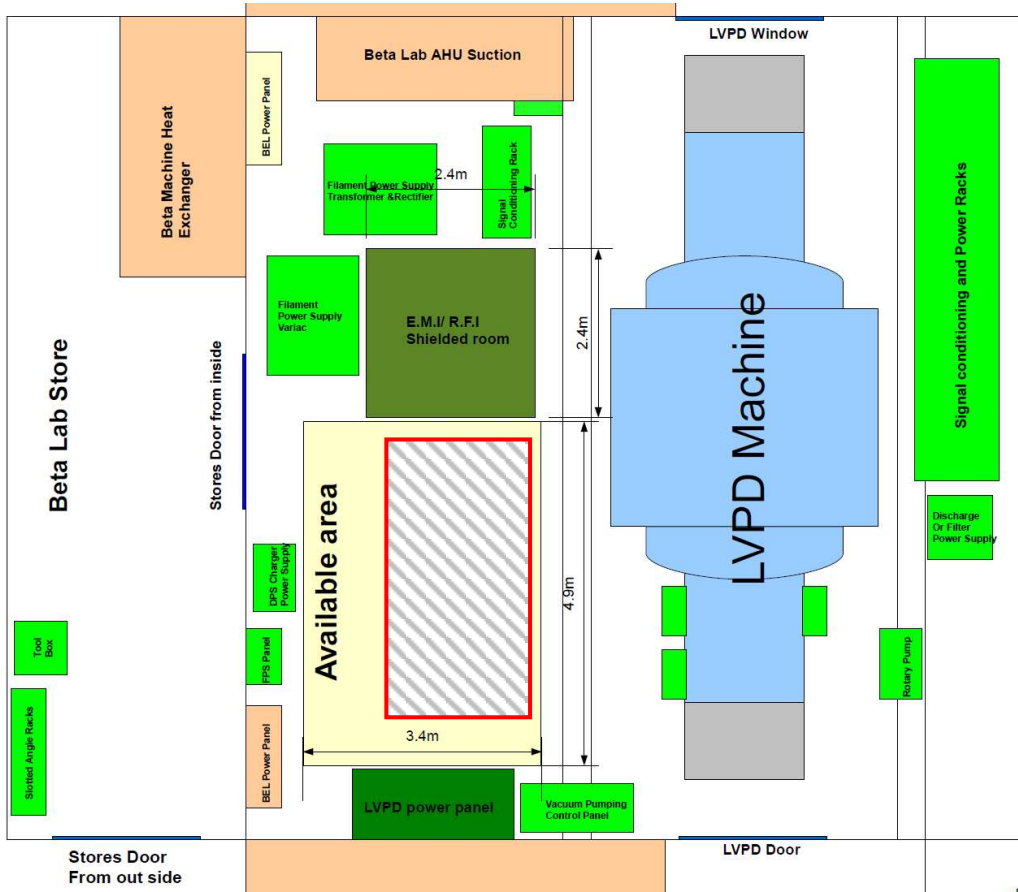 LVPD Window
Beta Lab AHU Suction
BEL Power Panel
Beta Machine Heat
Exchanger
Filament Power Supply
Transformer &Rectifier
2.4m
Signal
Conditioning Rack
Signal conditioning and Power Racks
Filament
Power Supply
Variac
E.M.I/ R.F.I
Shielded room
2.4m
LVPD Machine
Beta Lab Store
Stores Door from inside
Available area
4.9m
Discharge
Or Filter
Power Supply
DPS Charger
Power Supply
Tool
Box
FPS Panel
Rotary Pump
Slotted Angle Racks
BEL Power Panel
3.4m
LVPD power panel
Vacuum Pumping
Control Panel
Stores Door
From out side
LVPD Door